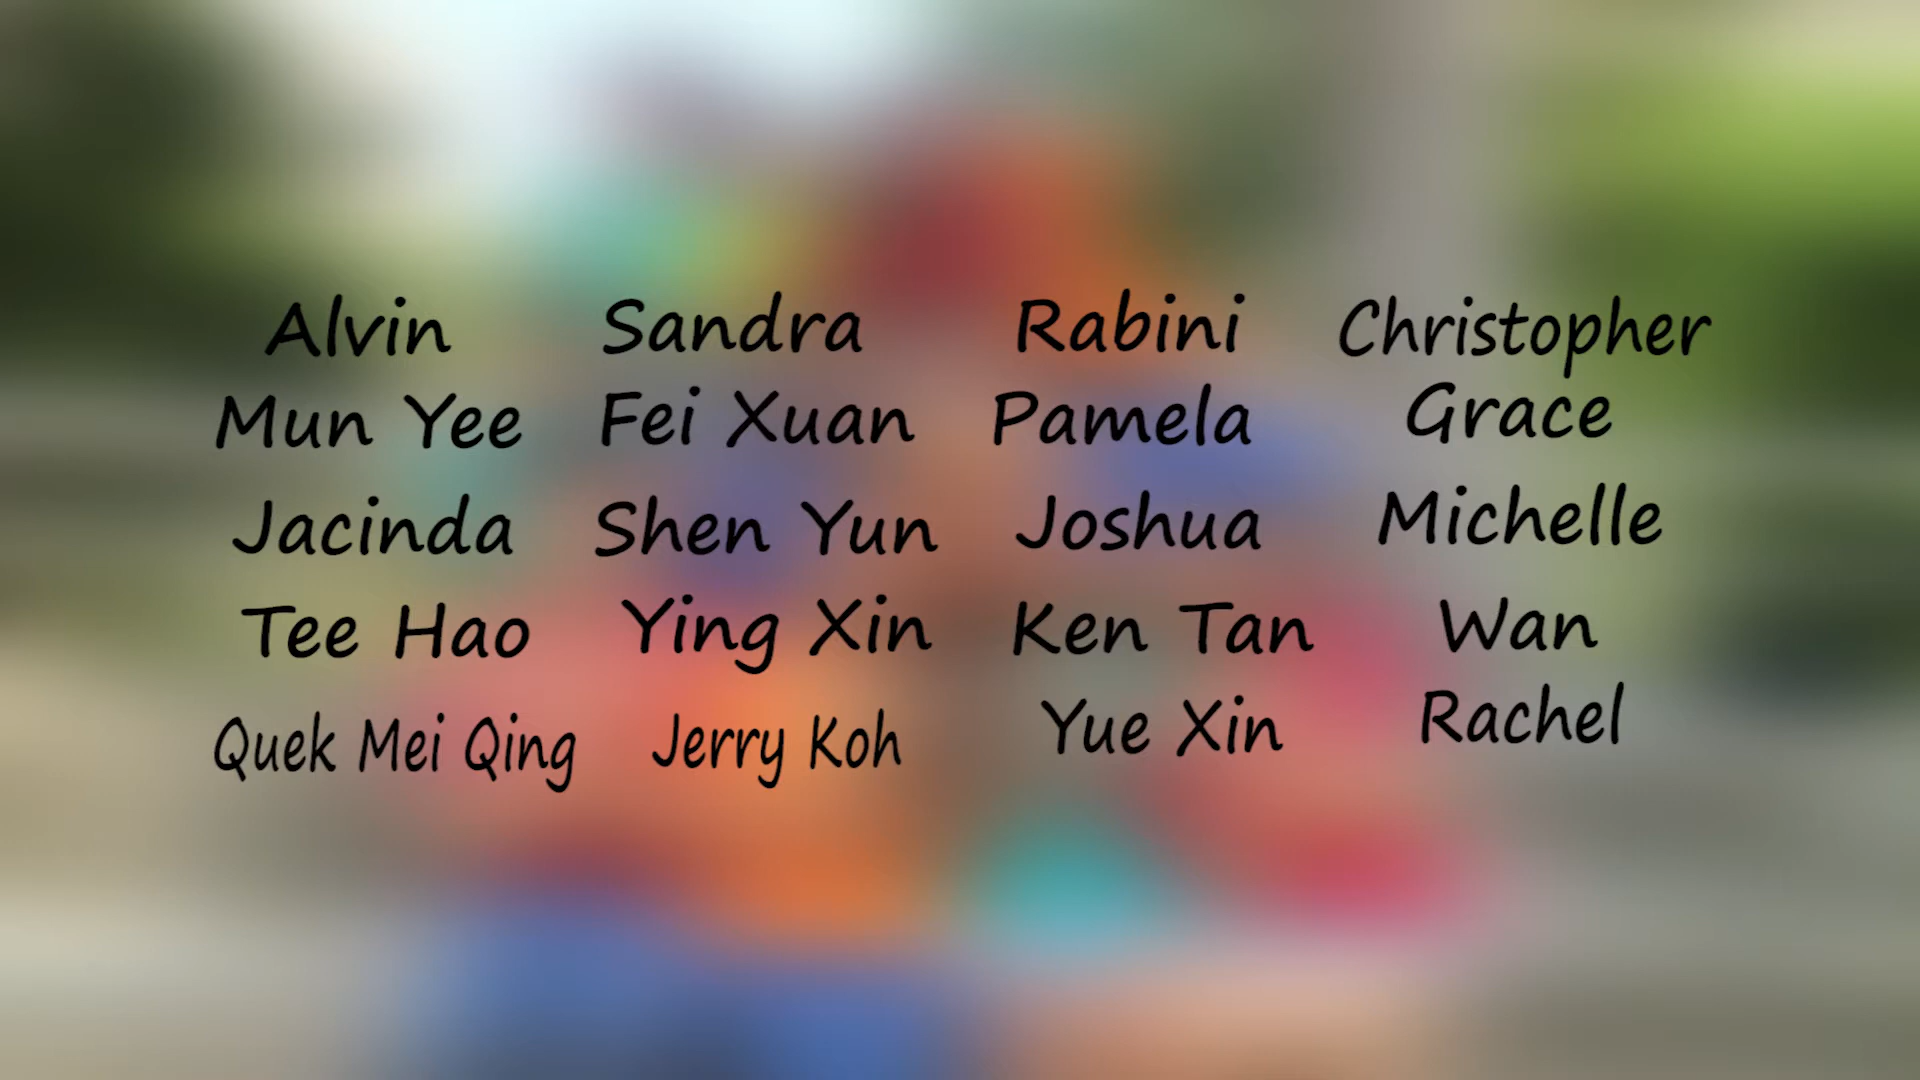 Alvin Sandra Rabini Christopher
Mun Yee Fei Xuan Pamela Grace
Jacinda Shen Yun Joshua Michelle
Tee Hao Ying Xin Ken Tan Wan
Quek Mei Qing Jerry Koh Yue Xin Rachel